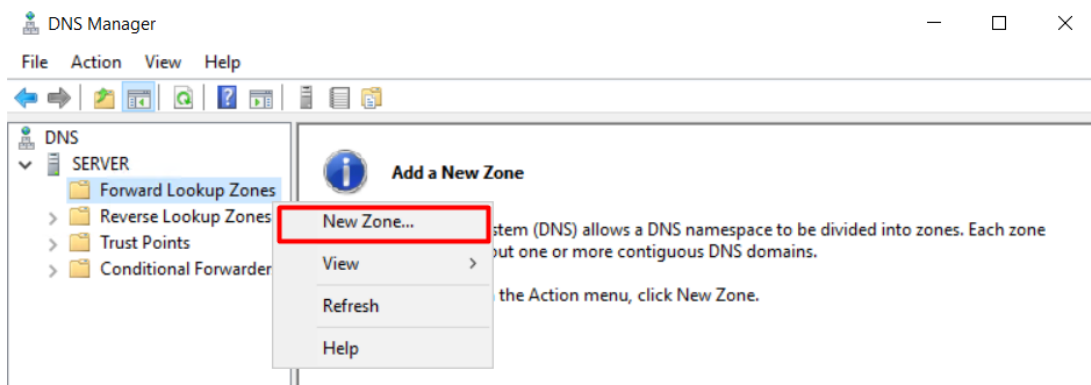 DNS Manager
File Action View Help
DNS
SERVER
Forward Lookup Zones
Reverse Lookup Zones
Trust Points
Conditional Forwarder
Add a New Zone
stem (DNS) allows a DNS namespace to be divided into zones. Each zone
out one or more contiguous DNS domains.
the Action menu, click New Zone.
New Zone...
View
Refresh
Help